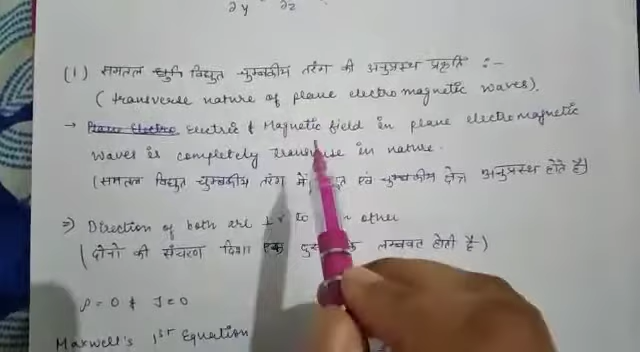 ∂y ∂z
(1) समतल विद्युत चुम्बकीय तरंग की अनुप्रस्थ प्रकृति :-
(transverse nature of plane electromagnetic waves).
→ Electric & Magnetic field in plane electromagnetic
waves is completely transverse in nature.
(समतल विद्युत चुम्बकीय तरंग में एवं चुम्बकीय क्षेत्र अनुप्रस्थ होते है)
⇒ Direction of both are ⊥r to other
(दोनो की संचरण दिशा एक लम्बवत होती है)
ρ = 0 & J = 0
Maxwell's 1st Equation